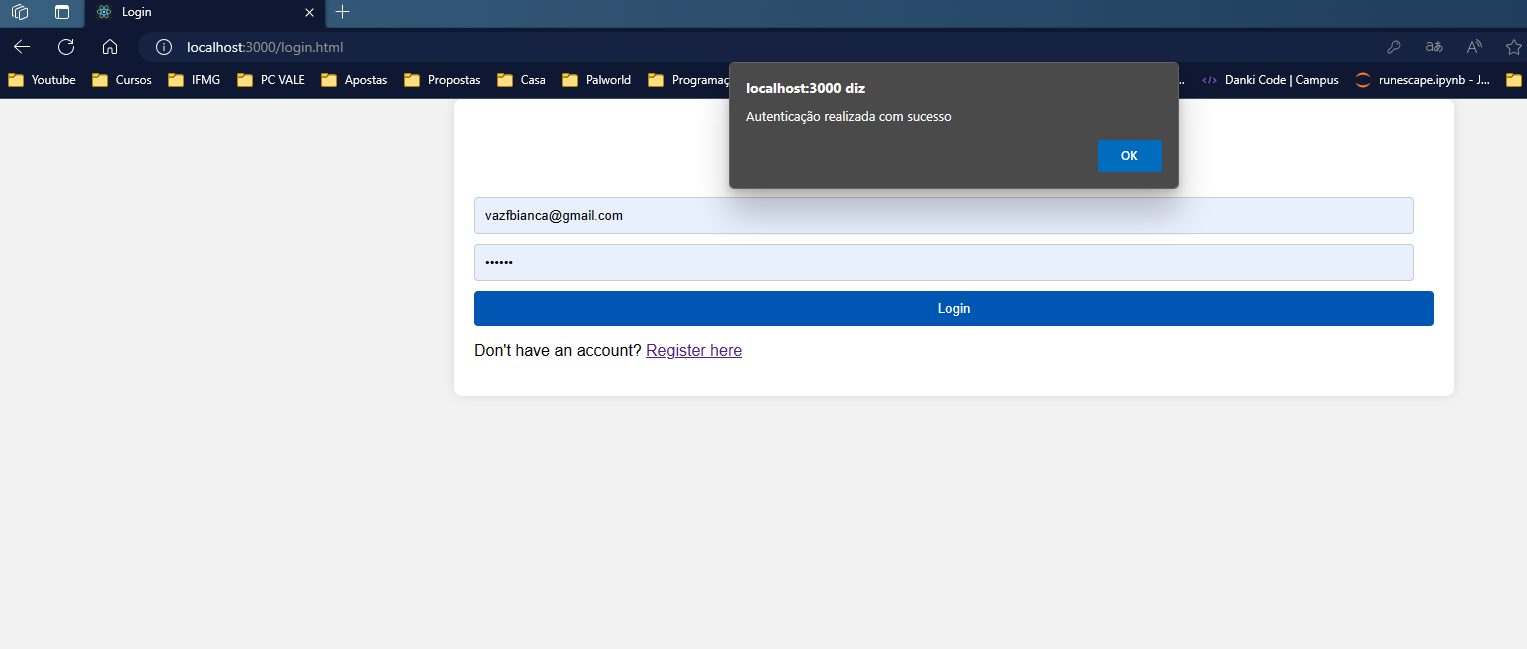 Login
localhost:3000/login.html
Youtube Cursos IFMG PC VALE Apostas Propostas Casa Palworld Programaç ... Danki Code | Campus runescape.ipynb - J...
localhost:3000 diz
Autenticação realizada com sucesso
OK
vazfbianca@gmail.com
••••••
Login
Don't have an account? Register here